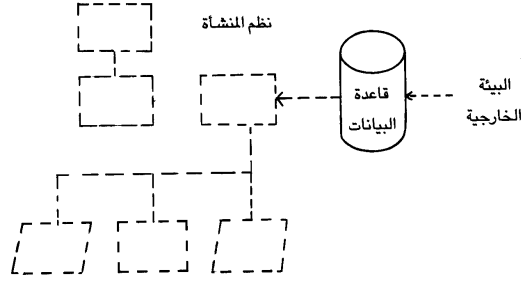 نظم المنشأة
قاعدة
البيانات
البيئة
الخارجية